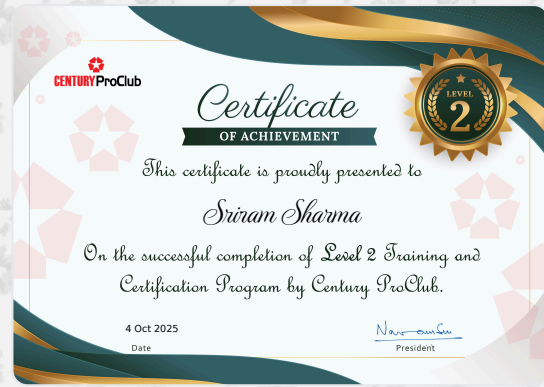 CENTURY ProClub
Certificate
OF ACHIEVEMENT
LEVEL
2
This certificate is proudly presented to
Sriram Sharma
On the successful completion of Level 2 Training and
Certification Program by Century ProClub.
4 Oct 2025
Date
President